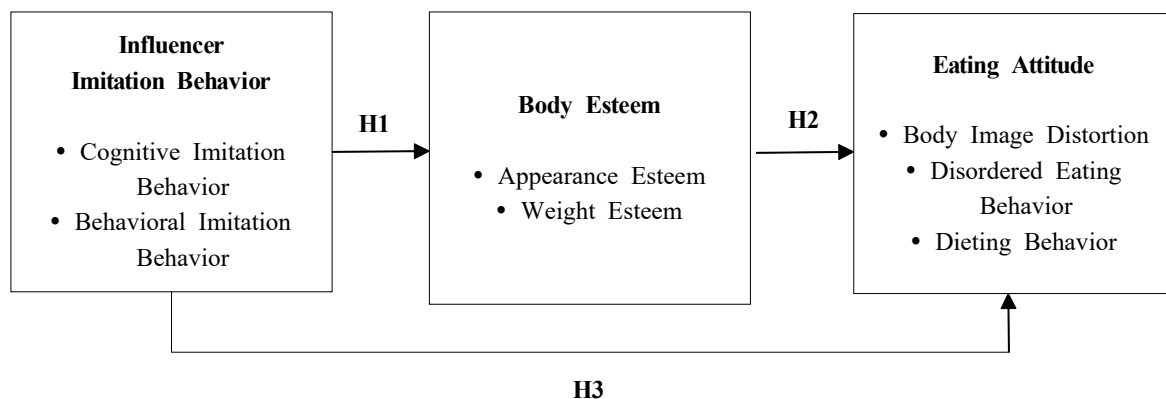 Influencer
Imitation Behavior
• Cognitive Imitation
Behavior
• Behavioral Imitation
Behavior
H1
Body Esteem
• Appearance Esteem
• Weight Esteem
H2
Eating Attitude
• Body Image Distortion
• Disordered Eating
Behavior
• Dieting Behavior
H3